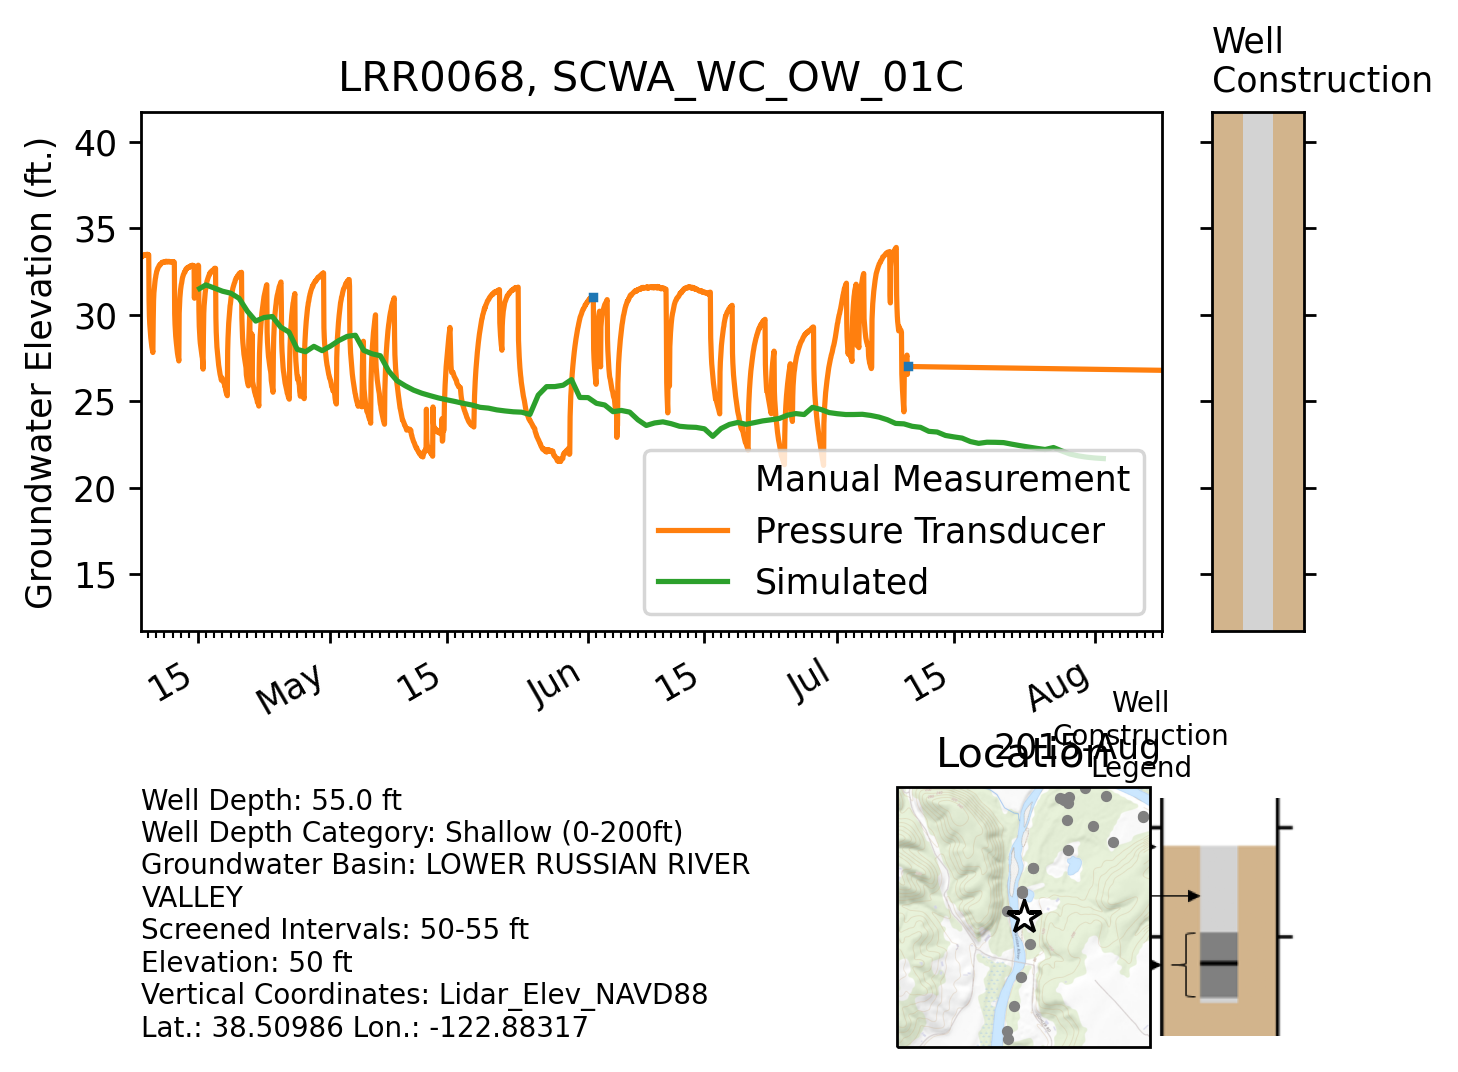 Well
Construction
LRR0068, SCWA_WC_OW_01C
Groundwater Elevation (ft.)
40
35
30
25
20
15
Manual Measurement
Pressure Transducer
Simulated
15
May
15
Jun
15
Jul
15
Aug
2015-Aug
Location
Well
Construction
Legend
Well Depth: 55.0 ft
Well Depth Category: Shallow (0-200ft)
Groundwater Basin: LOWER RUSSIAN RIVER
VALLEY
Screened Intervals: 50-55 ft
Elevation: 50 ft
Vertical Coordinates: Lidar_Elev_NAVD88
Lat.: 38.50986 Lon.: -122.88317